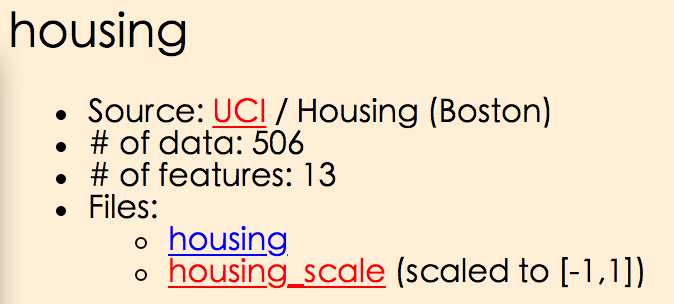 housing
Source: UCI / Housing (Boston)
# of data: 506
# of features: 13
Files:
housing
housing_scale (scaled to [-1,1])